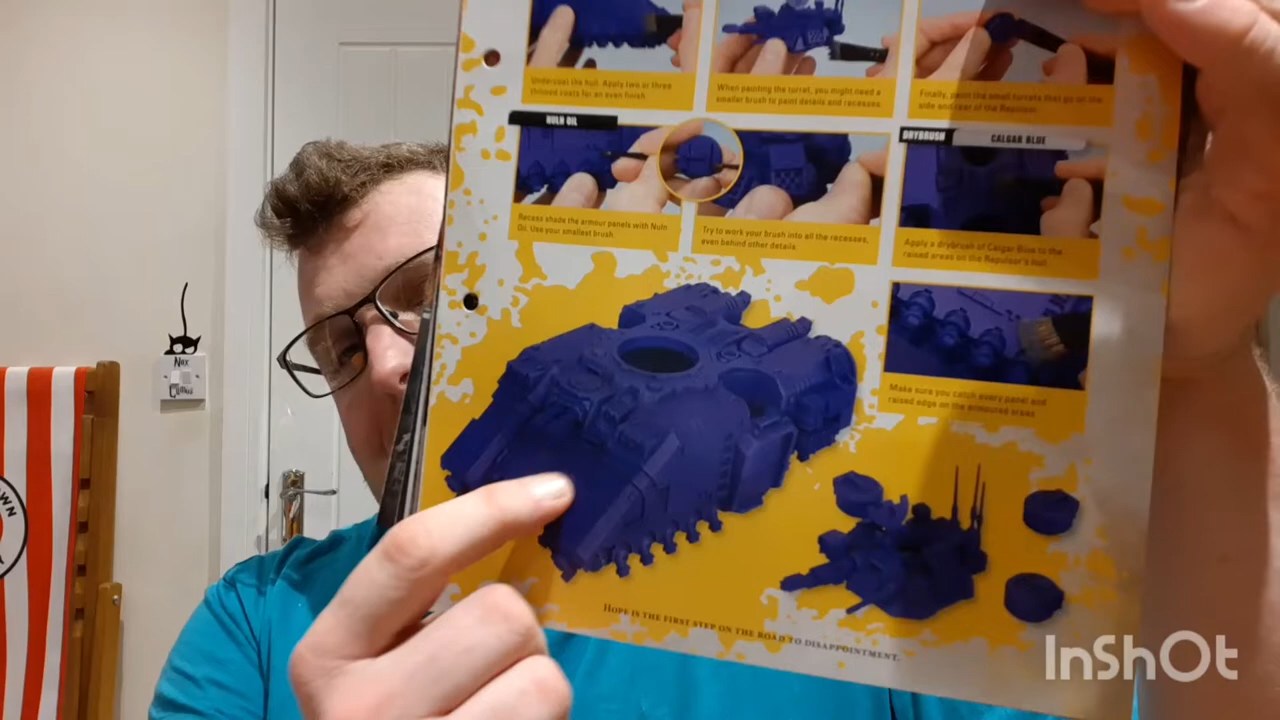 Undercoat the hull. Apply two or three
thinned coats for an even finish.
When painting the turret, you might need a
smaller brush to paint details and recesses.
Finally, paint the small turrets that go on the
side and rear of the Repulsor.
NULN OIL
DRYBRUSH CALGAR BLUE
Recess shade the armour panels with Nuln
Oil. Use your smallest brush.
Try to work your brush into all the recesses,
even behind other details
Apply a drybrush of Calgar Blue to the
raised areas on the Repulsor's hull.
Make sure you catch every panel and
raised edge on the armoured areas
HOPE IS THE FIRST STEP ON THE ROAD TO DISAPPOINTMENT.
Nax
InShOt